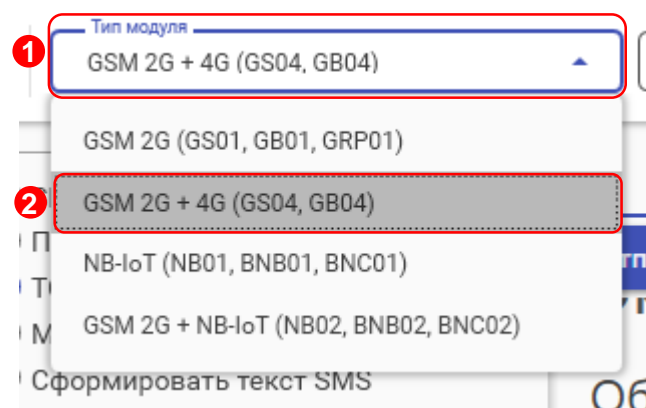 Тип модуля
1
GSM 2G + 4G (GS04, GB04)
GSM 2G (GS01, GB01, GRP01)
2
GSM 2G + 4G (GS04, GB04)
NB-IoT (NB01, BNB01, BNC01)
GSM 2G + NB-IoT (NB02, BNB02, BNC02)
Сформировать текст SMS